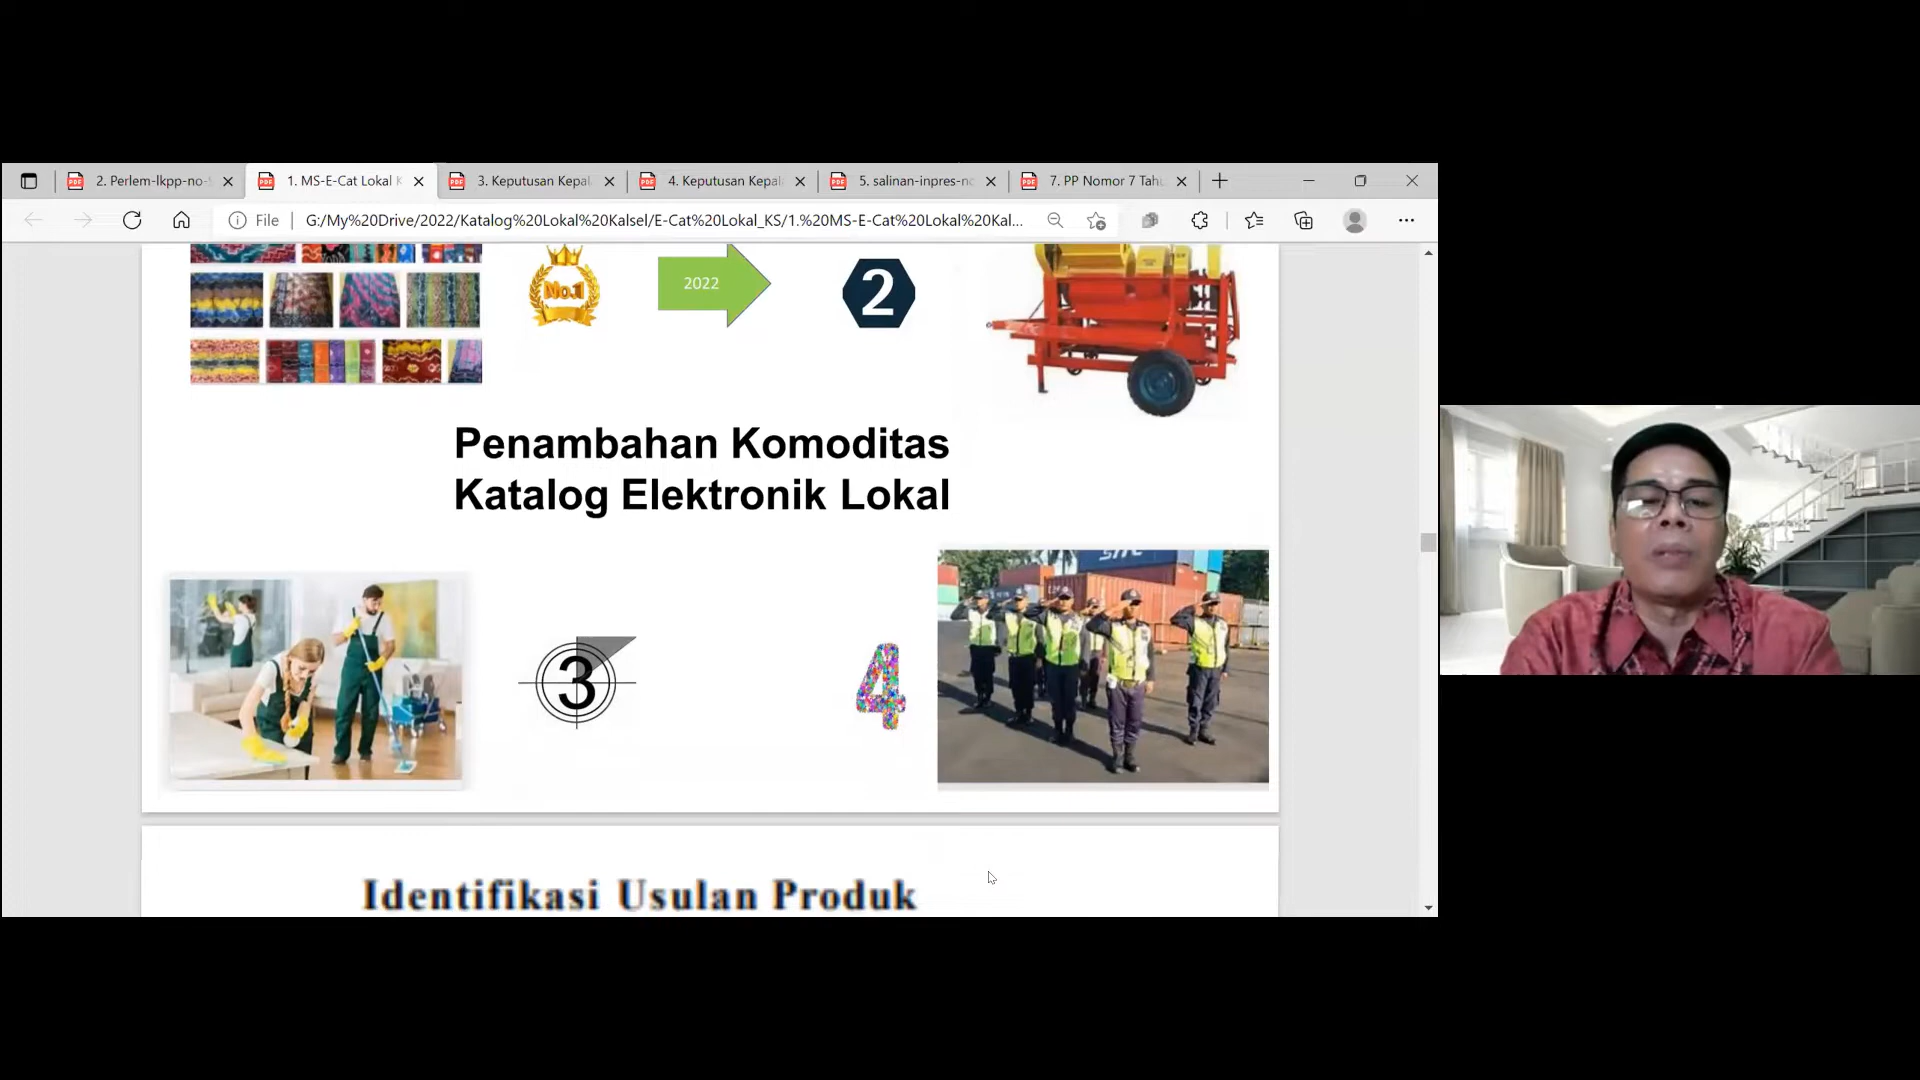 2. Perlem-lkpp-no-
1. MS-E-Cat Lokal K
3. Keputusan Kepal
4. Keputusan Kepal
5. salinan-inpres-no
7. PP Nomor 7 Tahu
File
G:/My%20Drive/2022/Katalog%20Lokal%20Kalsel/E-Cat%20Lokal_KS/1.%20MS-E-Cat%20Lokal%20Kal...
No.1
2022
2
Penambahan Komoditas
Katalog Elektronik Lokal
3
4
Identifikasi Usulan Produk